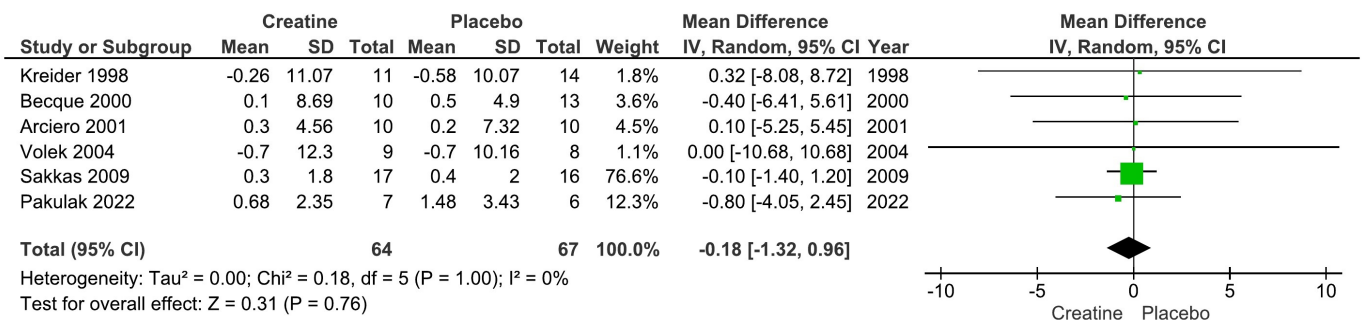 Creatine Placebo Mean Difference Mean Difference
Study or Subgroup Mean SD Total Mean SD Total Weight IV, Random, 95% CI Year IV, Random, 95% CI
Kreider 1998 -0.26 11.07 11 -0.58 10.07 14 1.8% 0.32 [-8.08, 8.72] 1998
Becque 2000 0.1 8.69 10 0.5 4.9 13 3.6% -0.40 [-6.41, 5.61] 2000
Arciero 2001 0.3 4.56 10 0.2 7.32 10 4.5% 0.10 [-5.25, 5.45] 2001
Volek 2004 -0.7 12.3 9 -0.7 10.16 8 1.1% 0.00 [-10.68, 10.68] 2004
Sakkas 2009 0.3 1.8 17 0.4 2 16 76.6% -0.10 [-1.40, 1.20] 2009
Pakulak 2022 0.68 2.35 7 1.48 3.43 6 12.3% -0.80 [-4.05, 2.45] 2022
Total (95% CI) 64 67 100.0% -0.18 [-1.32, 0.96]
Heterogeneity: Tau² = 0.00; Chi² = 0.18, df = 5 (P = 1.00); I² = 0%
Test for overall effect: Z = 0.31 (P = 0.76)
-10 -5 0 5 10
Creatine Placebo